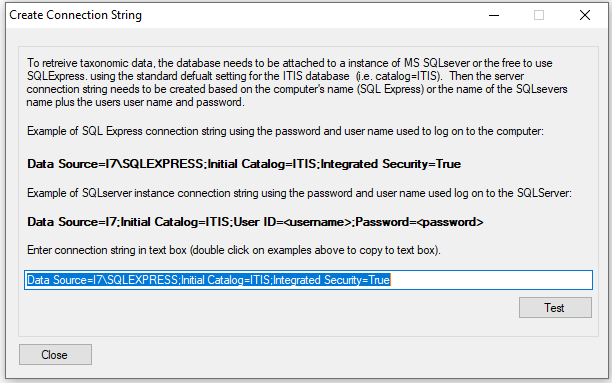 Create Connection String
To retreive taxonomic data, the database needs to be attached to a instance of MS SQLsever or the free to use
SQLExpress. using the standard defualt setting for the ITIS database (i.e. catalog=ITIS). Then the server
connection string needs to be created based on the computer's name (SQL Express) or the name of the SQLsevers
name plus the users user name and password.
Example of SQL Express connection string using the password and user name used to log on to the computer:
Data Source=I7\SQLEXPRESS;Initial Catalog=ITIS;Integrated Security=True
Example of SQLserver instance connection string using the password and user name used log on to the SQLServer:
Data Source=I7;Initial Catalog=ITIS;User ID=<username>;Password=<password>
Enter connection string in text box (double click on examples above to copy to text box).
Data Source=I7\SQLEXPRESS;Initial Catalog=ITIS;Integrated Security=True
Test
Close